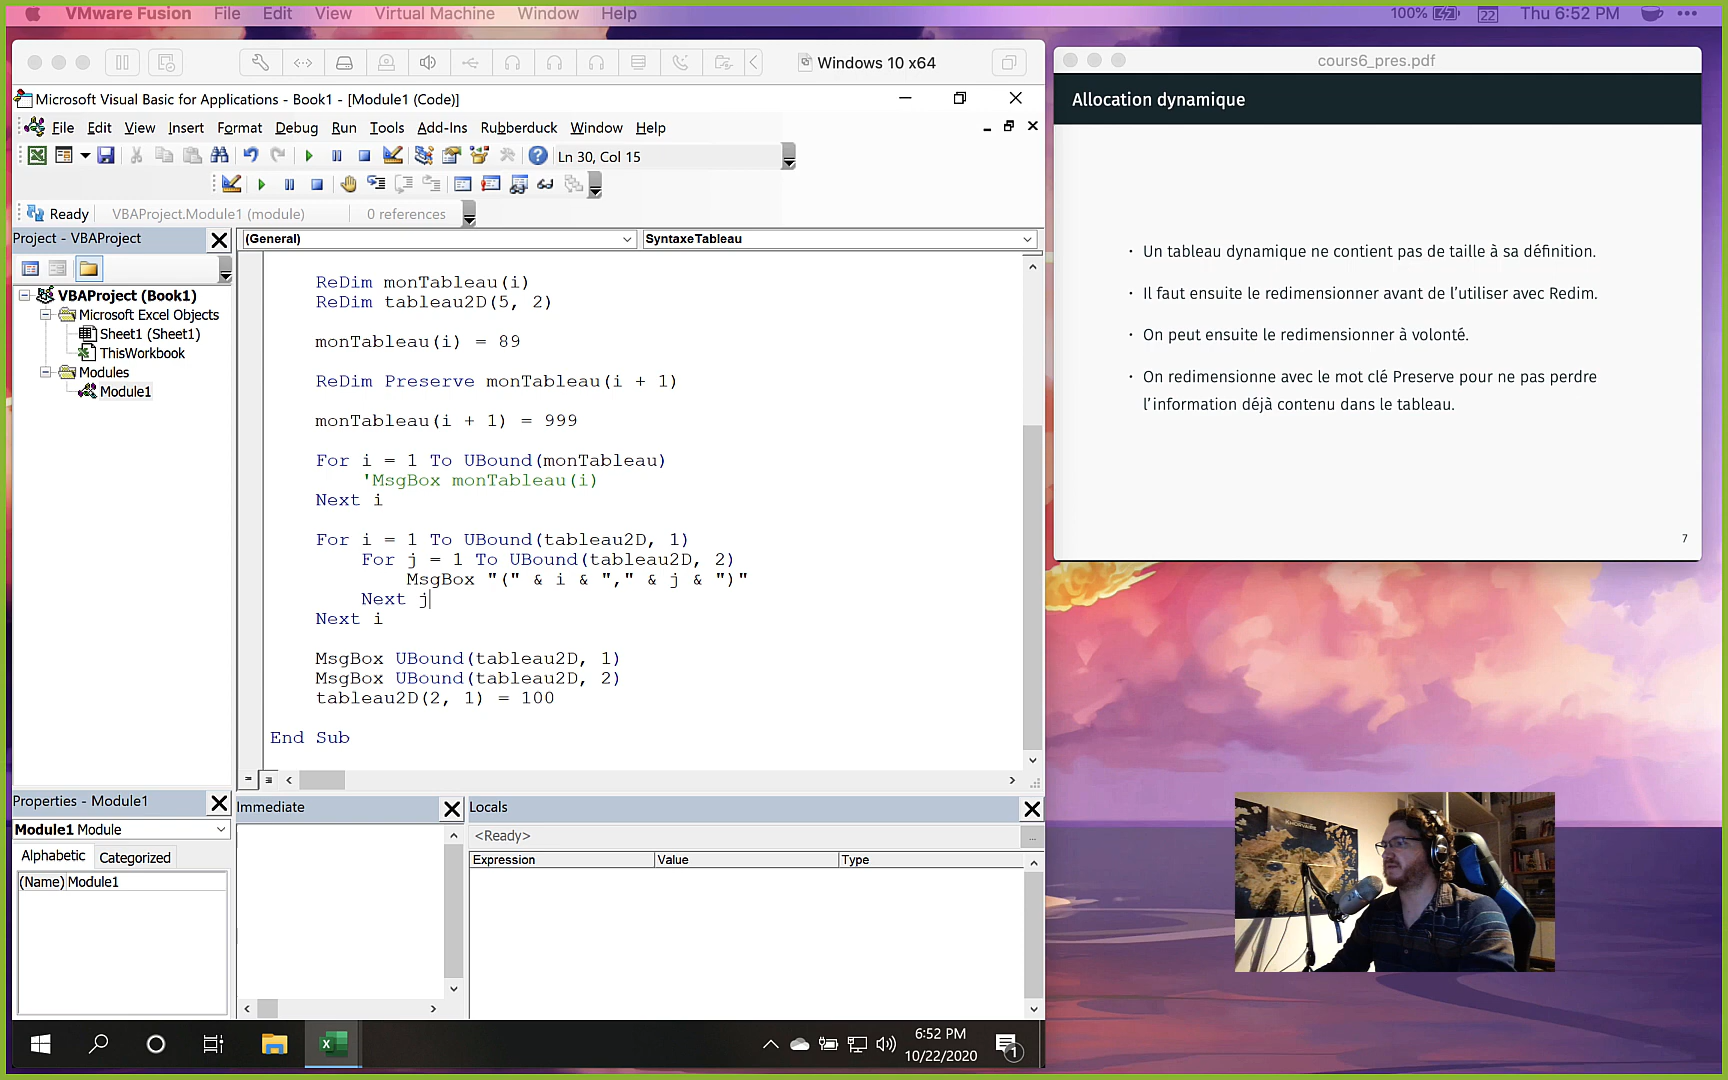 VMware Fusion File Edit View Virtual Machine Window Help 100% 22 Thu 6:52 PM
Windows 10 x64
Microsoft Visual Basic for Applications - Book1 - [Module1 (Code)]
File Edit View Insert Format Debug Run Tools Add-Ins Rubberduck Window Help
Ln 30, Col 15
Ready VBAProject.Module1 (module) 0 references
Project - VBAProject
(General) SyntaxeTableau
VBAProject (Book1)
Microsoft Excel Objects
Sheet1 (Sheet1)
ThisWorkbook
Modules
Module1
ReDim monTableau(i)
ReDim tableau2D(5, 2)
monTableau(i) = 89
ReDim Preserve monTableau(i + 1)
monTableau(i + 1) = 999
For i = 1 To UBound(monTableau)
'MsgBox monTableau(i)
Next i
For i = 1 To UBound(tableau2D, 1)
For j = 1 To UBound(tableau2D, 2)
MsgBox "(" & i & "," & j & ")"
Next j
Next i
MsgBox UBound(tableau2D, 1)
MsgBox UBound(tableau2D, 2)
tableau2D(2, 1) = 100
End Sub
Properties - Module1
Module1 Module
Alphabetic Categorized
(Name) Module1
Immediate
Locals
<Ready>
Expression Value Type
6:52 PM
10/22/2020
1
cours6_pres.pdf
Allocation dynamique
· Un tableau dynamique ne contient pas de taille à sa définition.
· Il faut ensuite le redimensionner avant de l'utiliser avec Redim.
· On peut ensuite le redimensionner à volonté.
· On redimensionne avec le mot clé Preserve pour ne pas perdre
l'information déjà contenu dans le tableau.
7